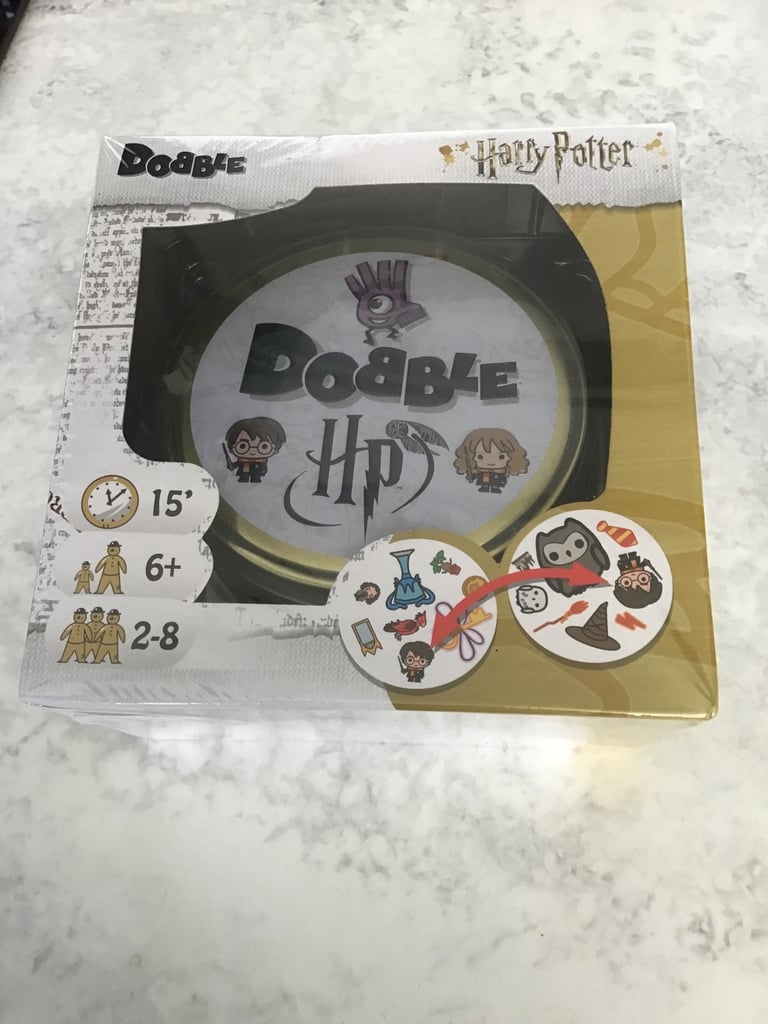 DOBBLE
Harry Potter
DOBBLE
HP
15'
6+
2-8